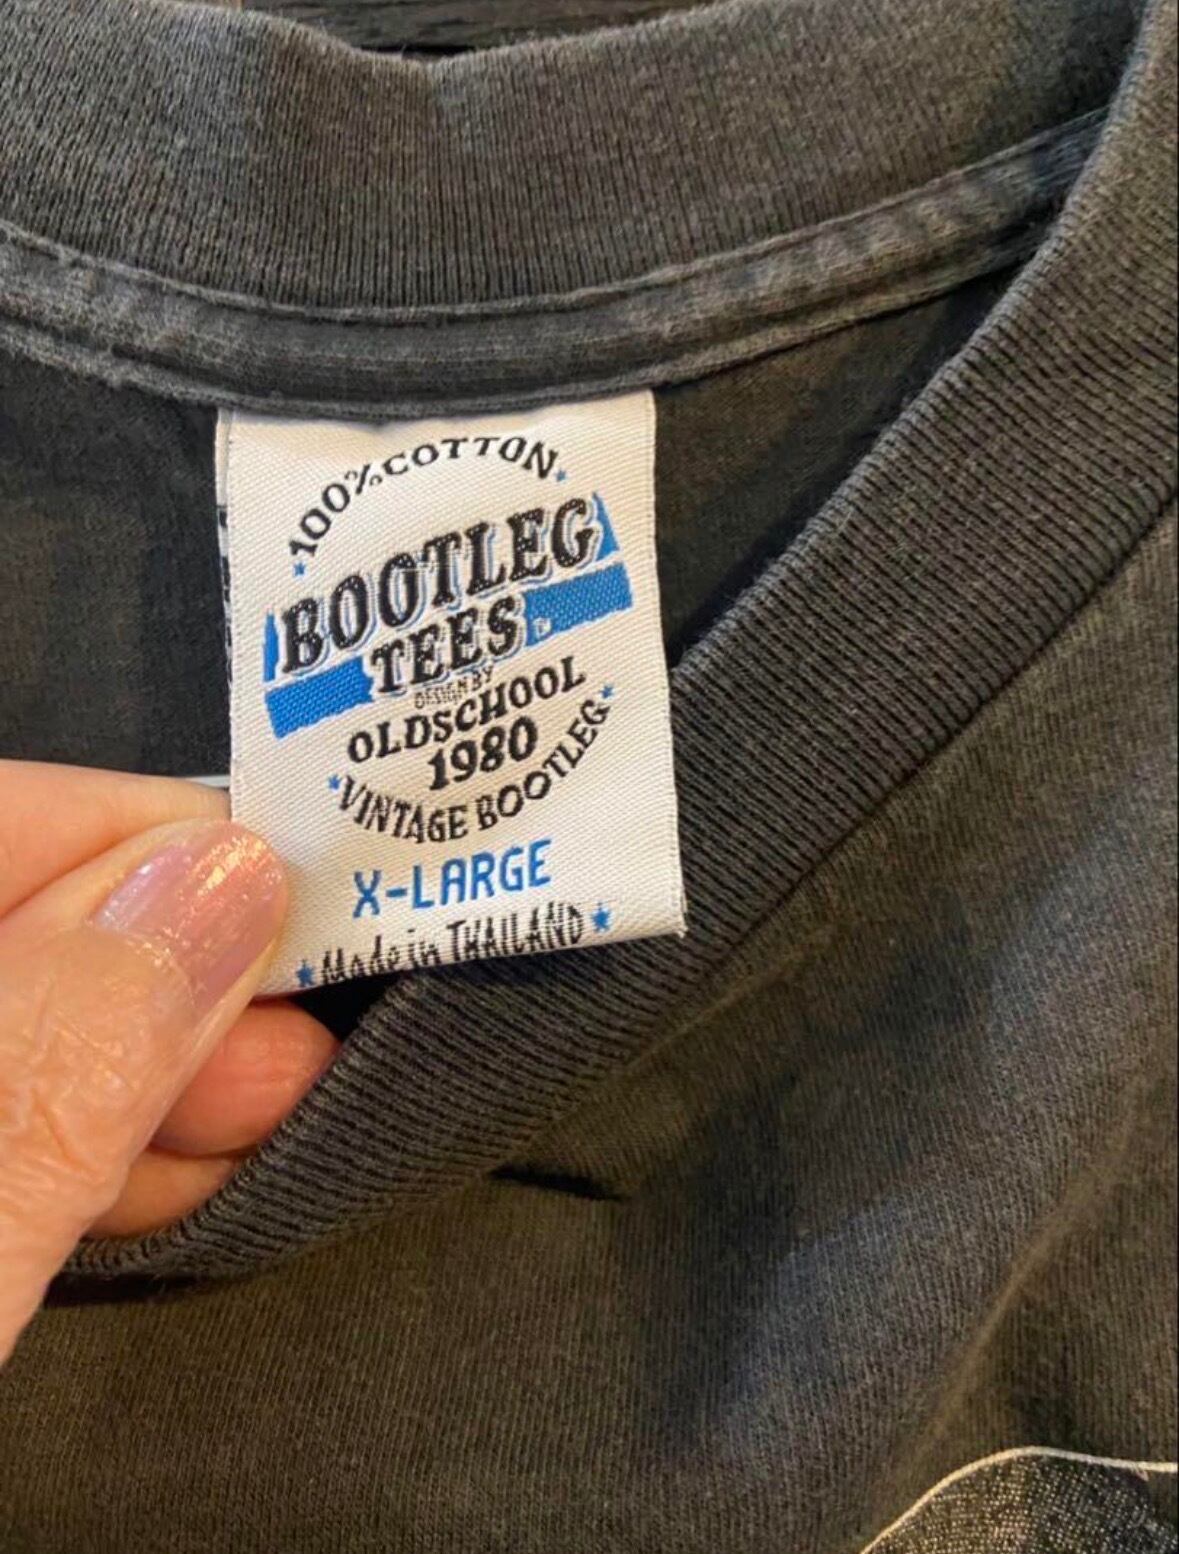 100%COTTON
BOOTLEG
TEES
DESIGN BY
OLDSCHOOL
1980
VINTAGE BOOTLEG
X-LARGE
Made in THAILAND